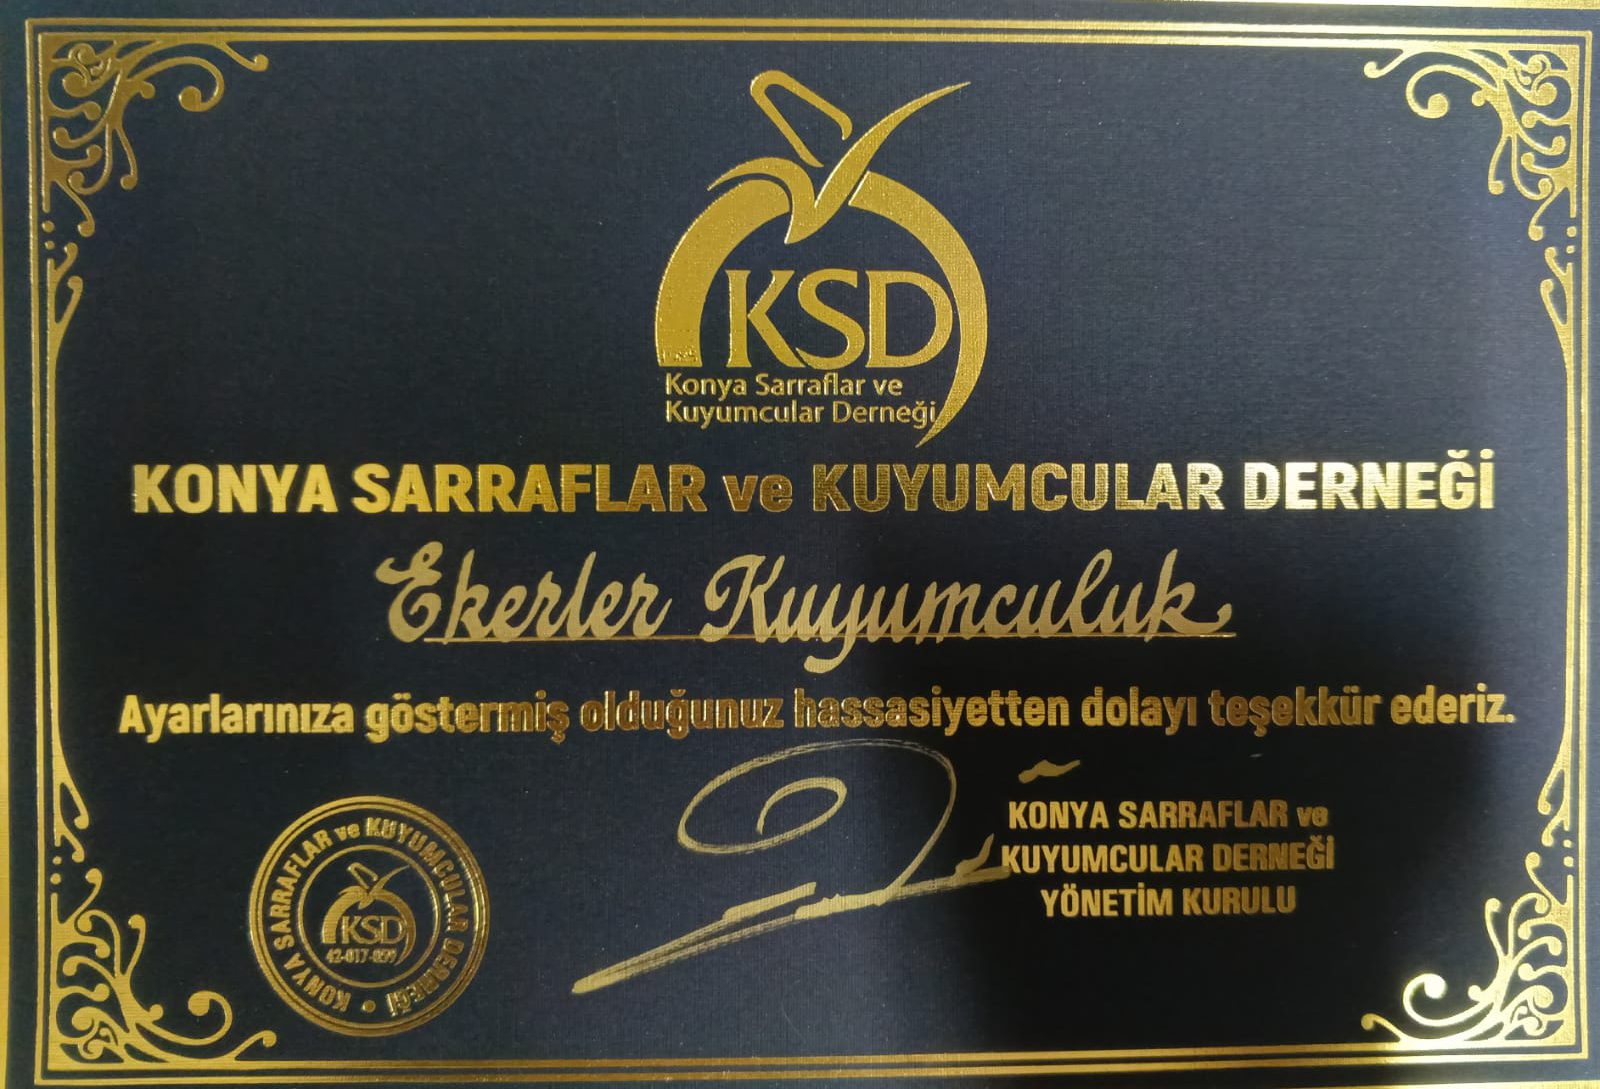 KSD
Konya Sarraflar ve
Kuyumcular Derneği
KONYA SARRAFLAR ve KUYUMCULAR DERNEĞİ
Ekerler Kuyumculuk
Ayarlarınıza göstermiş olduğunuz hassasiyetten dolayı teşekkür ederiz.
KONYA SARRAFLAR ve
KUYUMCULAR DERNEĞİ
YÖNETİM KURULU
KONYA SARRAFLAR ve KUYUMCULAR DERNEĞİ
KSD